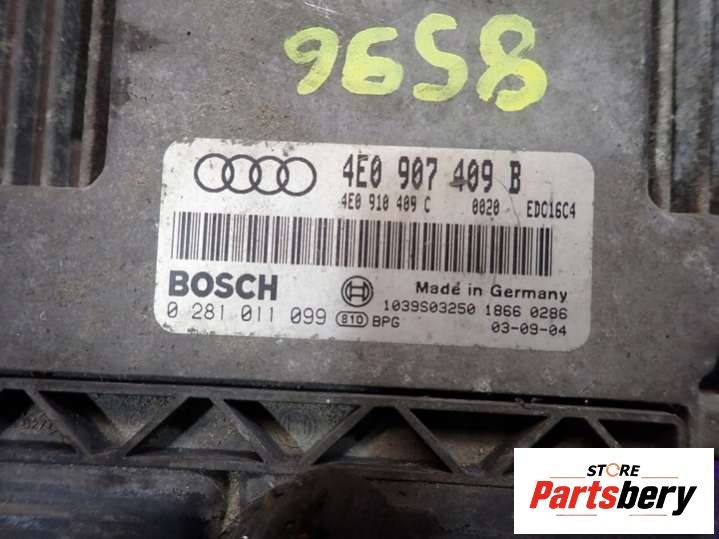 9658
4E0 907 409 B
4E0 910 409 C 0020 EDC16C4
BOSCH
Made in Germany
0 281 011 099 810 BPG
1039S03250 1866 0286
03-09-04
STORE
Partsbery